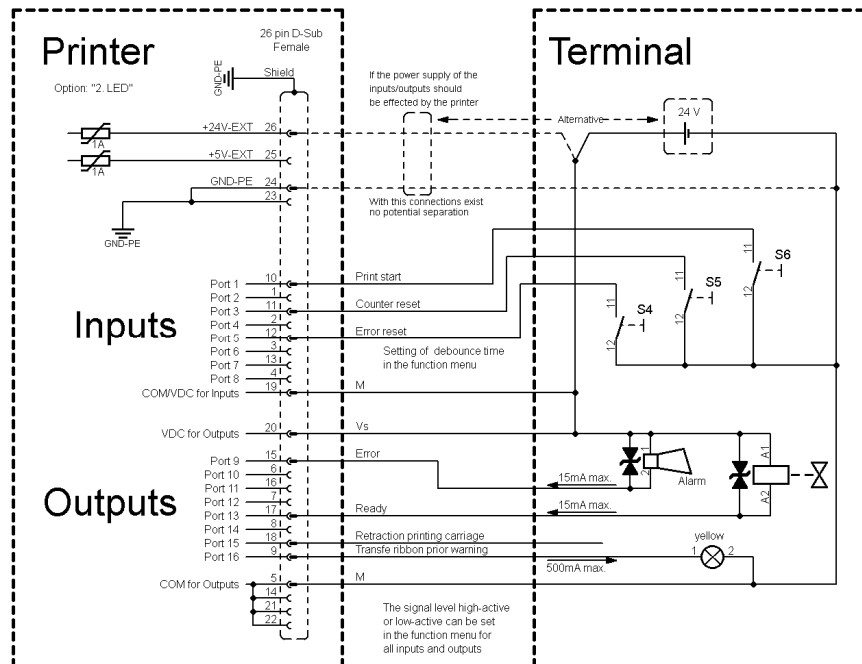 Printer
26 pin D-Sub
Female
Terminal
Shield
GND-PE
Option: "2. LED"
If the power supply of the
inputs/outputs should
be effected by the printer
24 V
Alternative
+24V-EXT 26
1A
+5V-EXT 25
1A
GND-PE 24
23
With this connections exist
no potential separation
GND-PE
11
12
S6
11
12
S5
11
12
S4
Inputs
Port 1 10 Print start
Port 2 1
Port 3 11 Counter reset
Port 4 2
Port 5 12 Error reset
Port 6 3
Port 7 13
Port 8 4
COM/VDC for Inputs 19 M
Setting of debounce time
in the function menu
VDC for Outputs 20 Vs
Outputs
Port 9 15 Error
Port 10 6
Port 11 16
Port 12 7
Port 13 17 Ready
Port 14 8
Port 15 18 Retraction printing carriage
Port 16 9 Transfe ribbon prior warning
15mA max.
2 1
Alarm
A1
A2
15mA max.
500mA max.
yellow
1 2
COM for Outputs 5 M
14
21
22
The signal level high-active
or low-active can be set
in the function menu for
all inputs and outputs